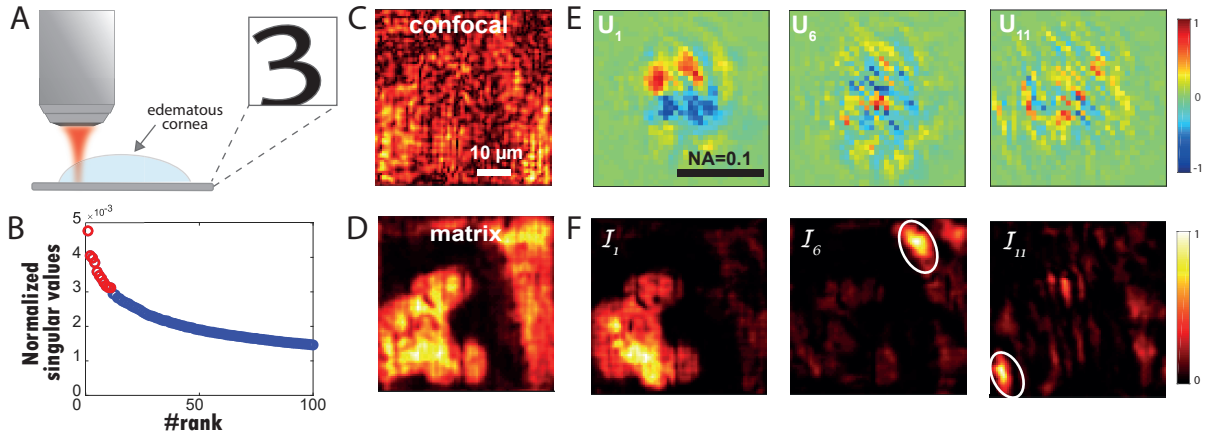 A
3
edematous
cornea
B
×10⁻³
5
4
3
2
1
0
0
50
100
Normalized
singular values
#rank
C
confocal
10 µm
D
matrix
E
U₁
NA=0.1
U₆
U₁₁
1
0
-1
F
I₁
I₆
I₁₁
1
0